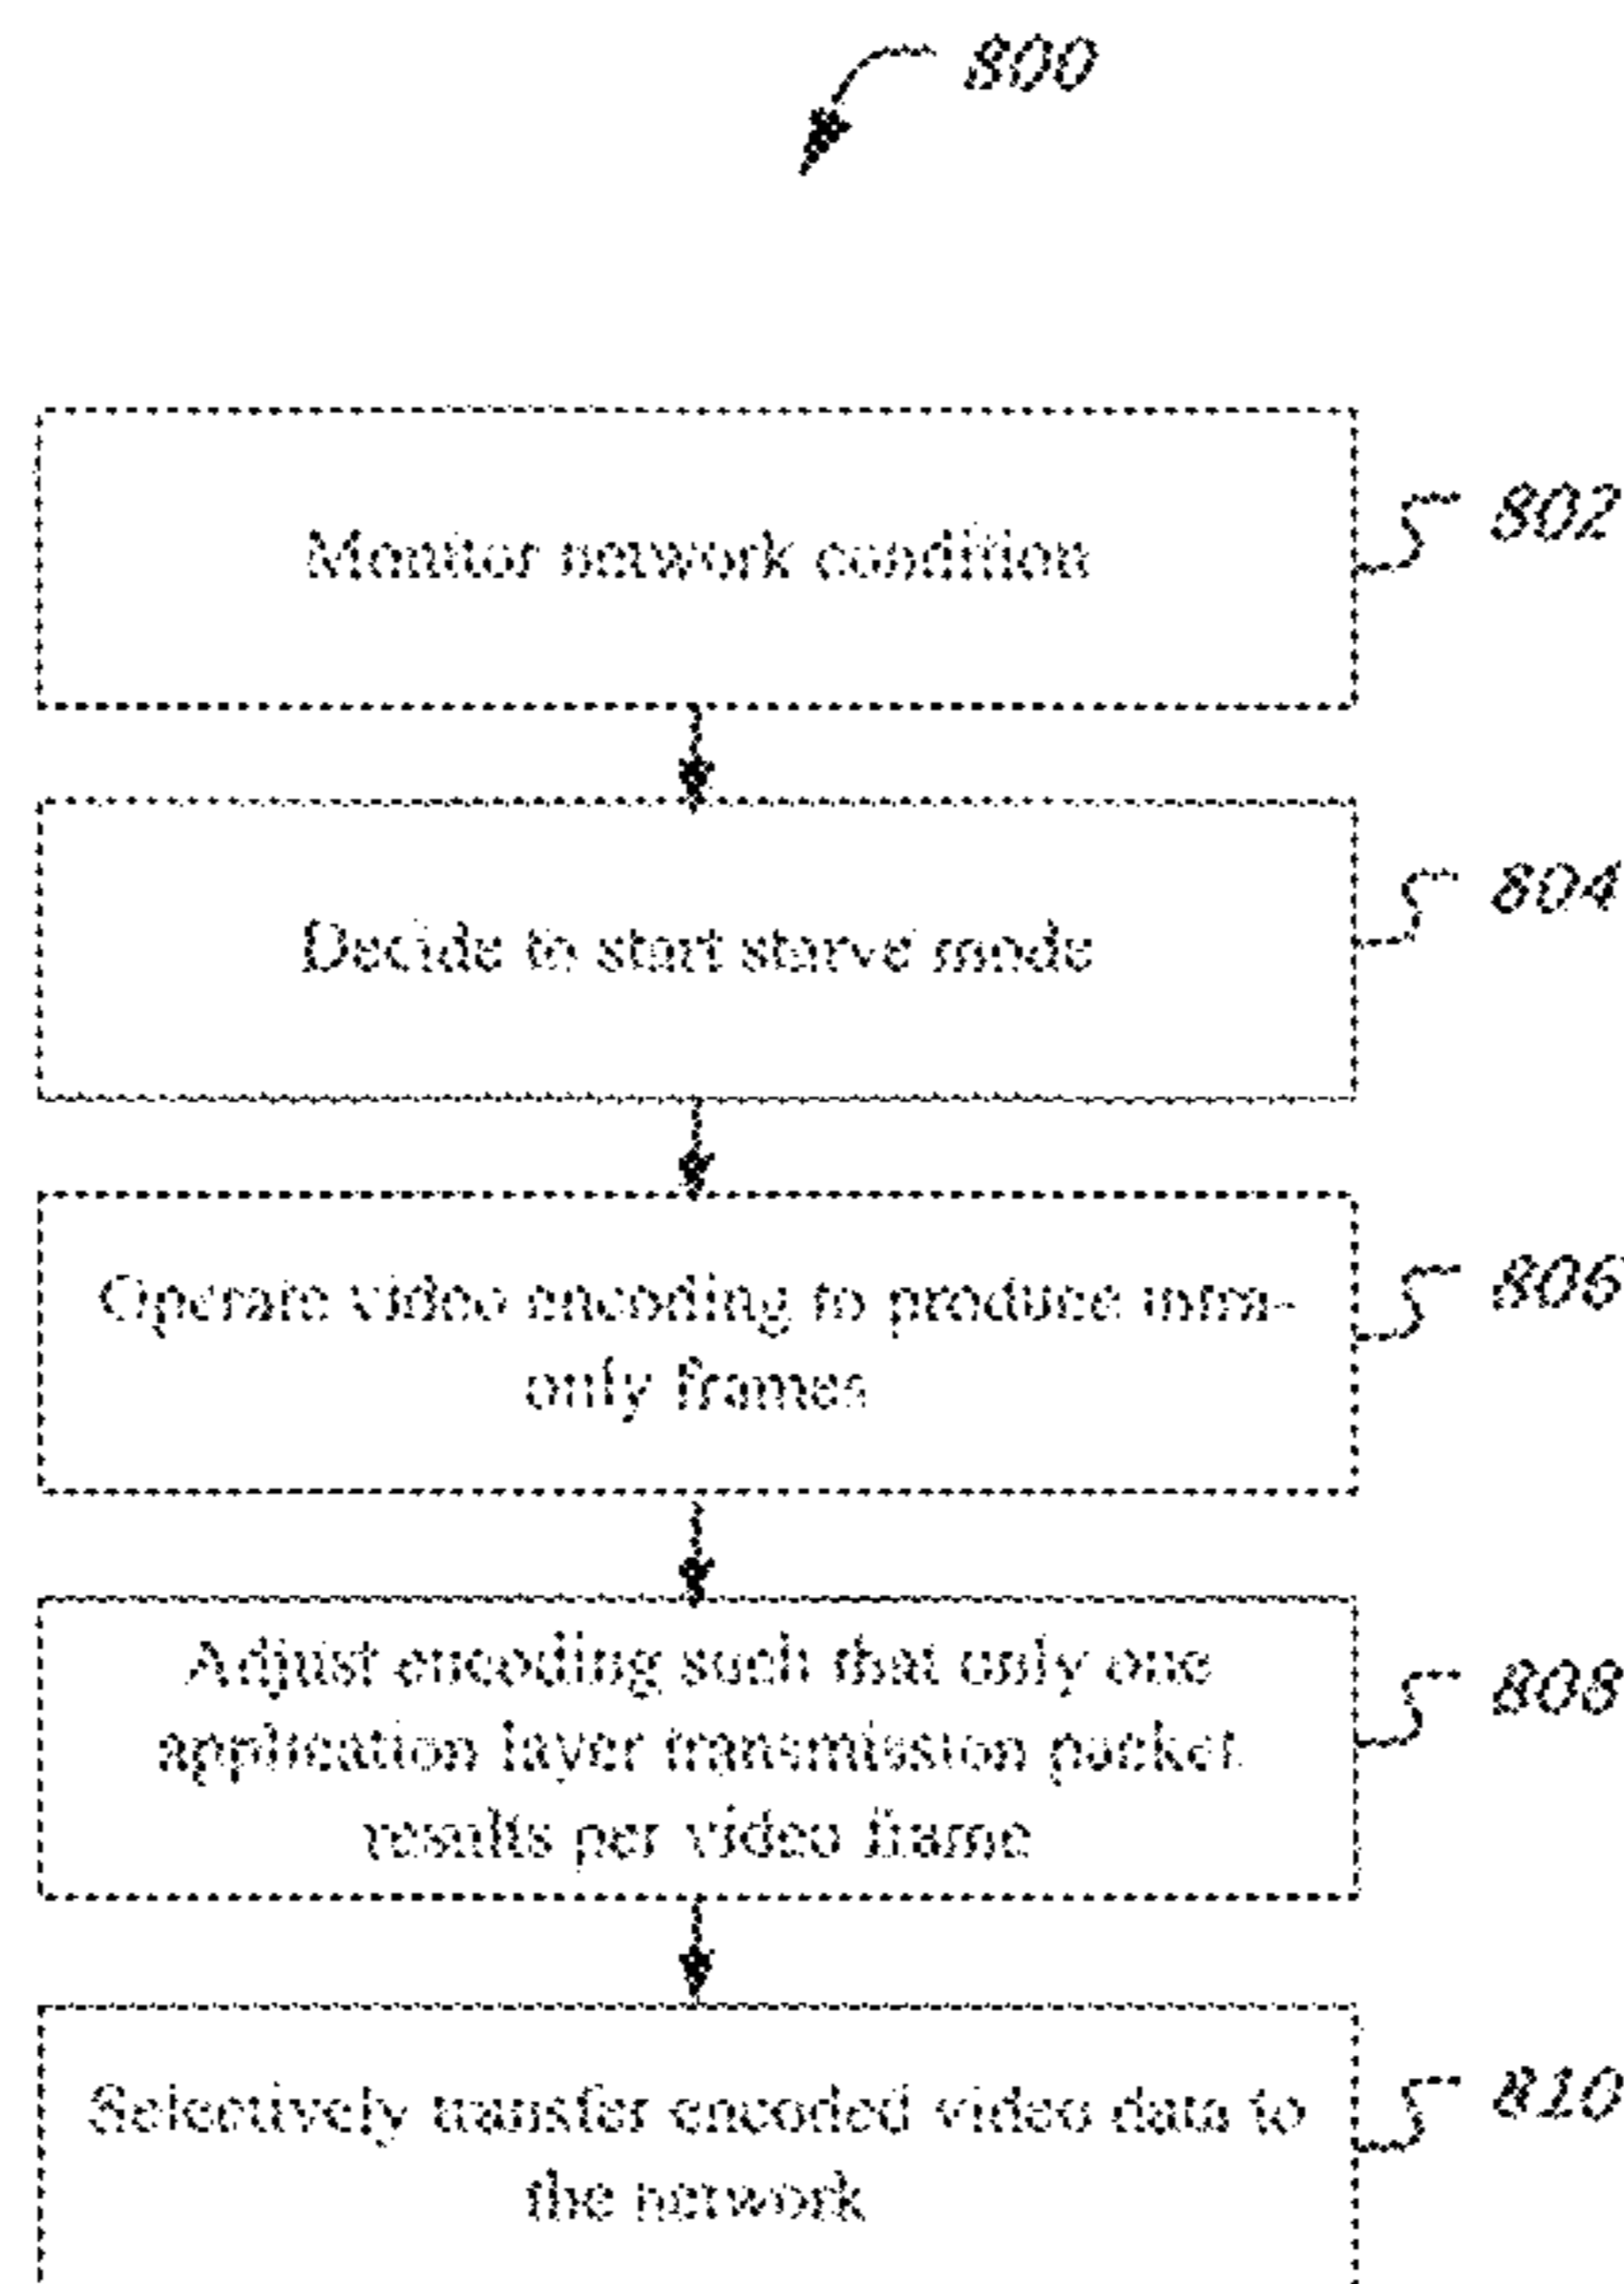 800
Monitor network condition
802
Decide to start starve mode
804
Operate video encoding to produce intra-
only frames
806
Adjust encoding such that only one
application layer transmission packet
results per video frame
808
Selectively transfer encoded video data to
the network
810